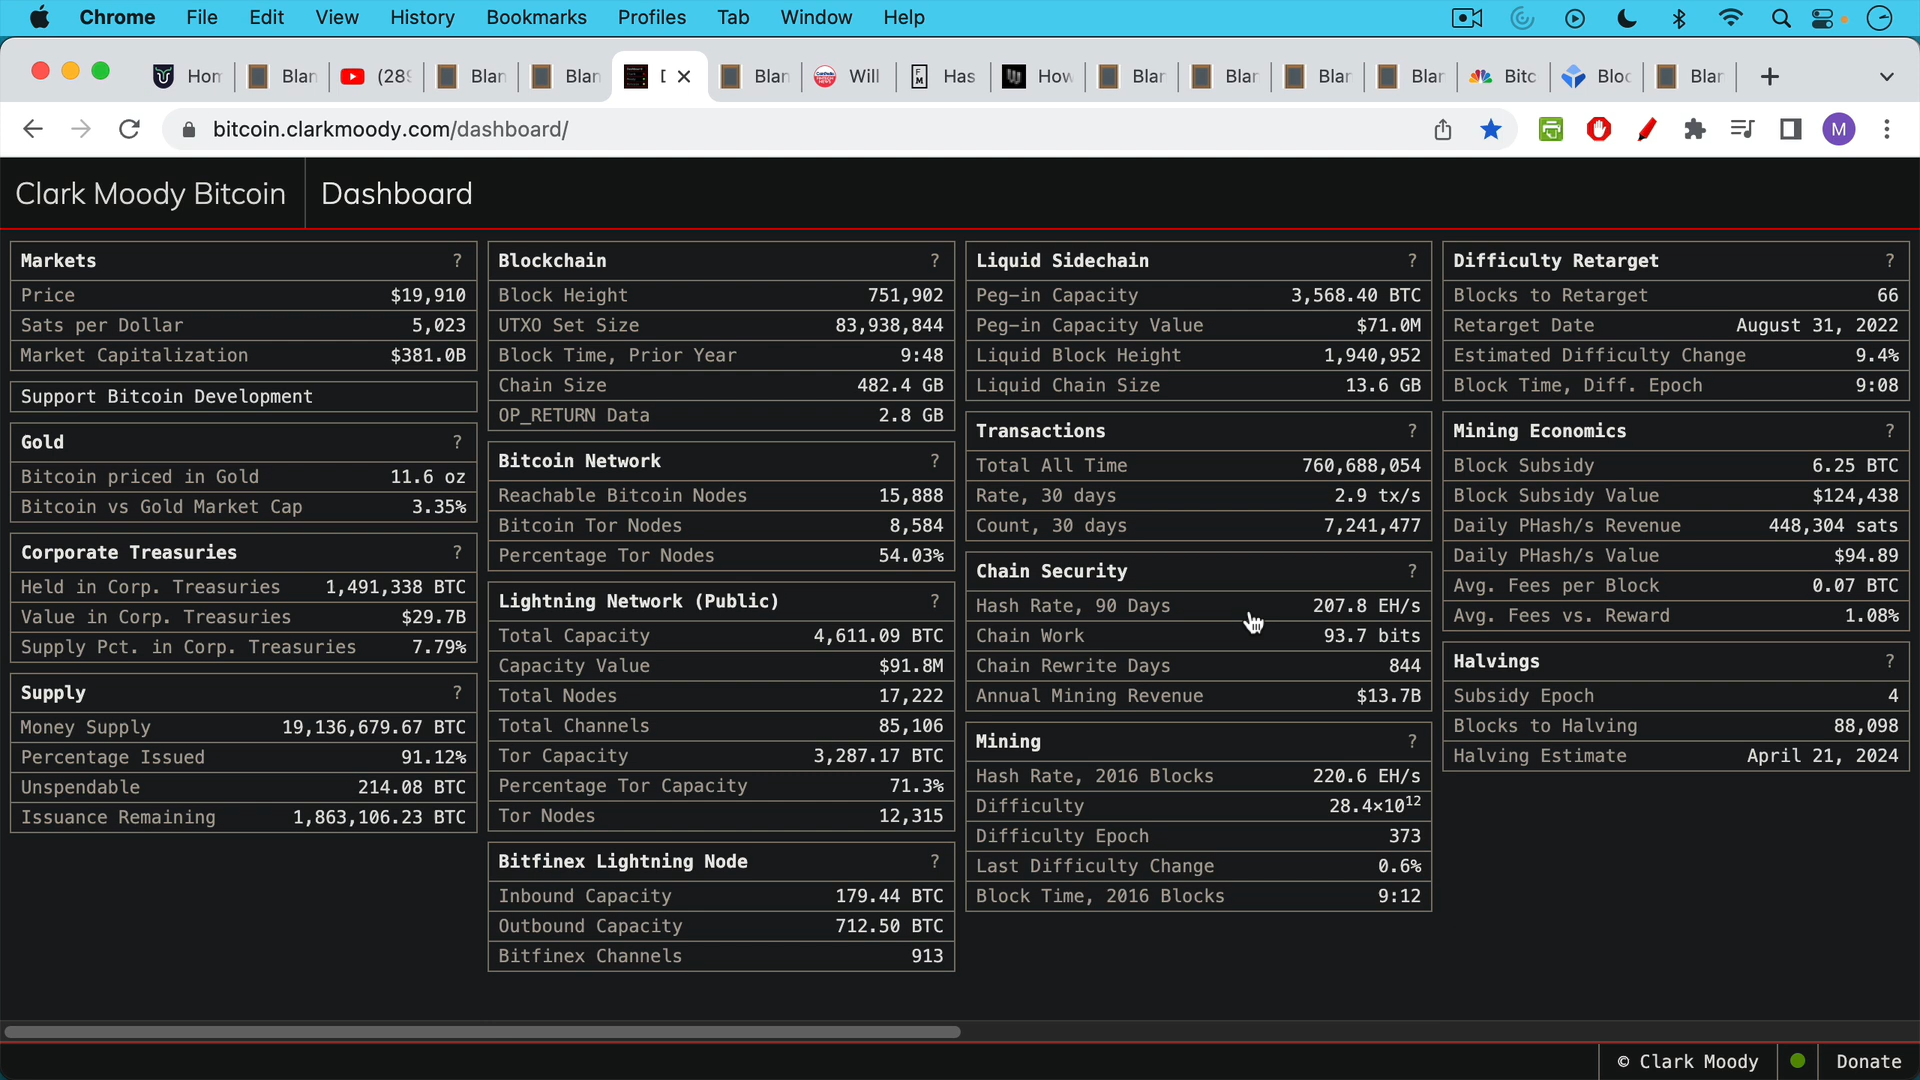 Chrome File Edit View History Bookmarks Profiles Tab Window Help
Hom Blan (289 Blan Blan Blan Will Has How Blar Blar Blar Blar Bitc Bloc Blar
bitcoin.clarkmoody.com/dashboard/
M
Clark Moody Bitcoin Dashboard
Markets ?
Price $19,910
Sats per Dollar 5,023
Market Capitalization $381.0B
Support Bitcoin Development
Gold ?
Bitcoin priced in Gold 11.6 oz
Bitcoin vs Gold Market Cap 3.35%
Corporate Treasuries ?
Held in Corp. Treasuries 1,491,338 BTC
Value in Corp. Treasuries $29.7B
Supply Pct. in Corp. Treasuries 7.79%
Supply ?
Money Supply 19,136,679.67 BTC
Percentage Issued 91.12%
Unspendable 214.08 BTC
Issuance Remaining 1,863,106.23 BTC
Blockchain ?
Block Height 751,902
UTXO Set Size 83,938,844
Block Time, Prior Year 9:48
Chain Size 482.4 GB
OP_RETURN Data 2.8 GB
Bitcoin Network ?
Reachable Bitcoin Nodes 15,888
Bitcoin Tor Nodes 8,584
Percentage Tor Nodes 54.03%
Lightning Network (Public) ?
Total Capacity 4,611.09 BTC
Capacity Value $91.8M
Total Nodes 17,222
Total Channels 85,106
Tor Capacity 3,287.17 BTC
Percentage Tor Capacity 71.3%
Tor Nodes 12,315
Bitfinex Lightning Node ?
Inbound Capacity 179.44 BTC
Outbound Capacity 712.50 BTC
Bitfinex Channels 913
Liquid Sidechain ?
Peg-in Capacity 3,568.40 BTC
Peg-in Capacity Value $71.0M
Liquid Block Height 1,940,952
Liquid Chain Size 13.6 GB
Transactions ?
Total All Time 760,688,054
Rate, 30 days 2.9 tx/s
Count, 30 days 7,241,477
Chain Security ?
Hash Rate, 90 Days 207.8 EH/s
Chain Work 93.7 bits
Chain Rewrite Days 844
Annual Mining Revenue $13.7B
Mining ?
Hash Rate, 2016 Blocks 220.6 EH/s
Difficulty 28.4×10¹²
Difficulty Epoch 373
Last Difficulty Change 0.6%
Block Time, 2016 Blocks 9:12
Difficulty Retarget ?
Blocks to Retarget 66
Retarget Date August 31, 2022
Estimated Difficulty Change 9.4%
Block Time, Diff. Epoch 9:08
Mining Economics ?
Block Subsidy 6.25 BTC
Block Subsidy Value $124,438
Daily PHash/s Revenue 448,304 sats
Daily PHash/s Value $94.89
Avg. Fees per Block 0.07 BTC
Avg. Fees vs. Reward 1.08%
Halvings ?
Subsidy Epoch 4
Blocks to Halving 88,098
Halving Estimate April 21, 2024
© Clark Moody Donate